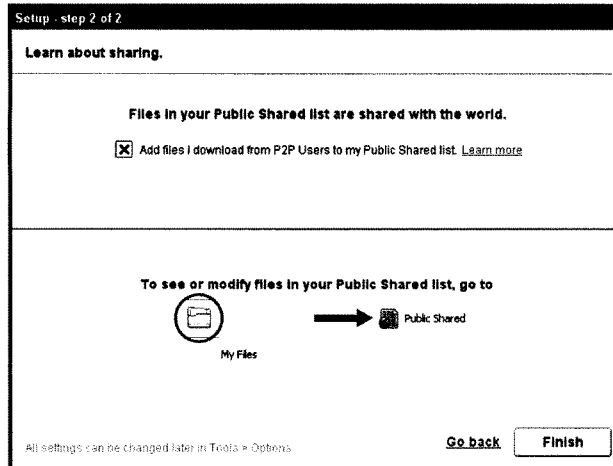 Setup - step 2 of 2
Learn about sharing.
Files in your Public Shared list are shared with the world.
Add files I download from P2P Users to my Public Shared list. Learn more
To see or modify files in your Public Shared list, go to
Public Shared
My Files
All settings can be changed later in Tools > Options
Go back
Finish